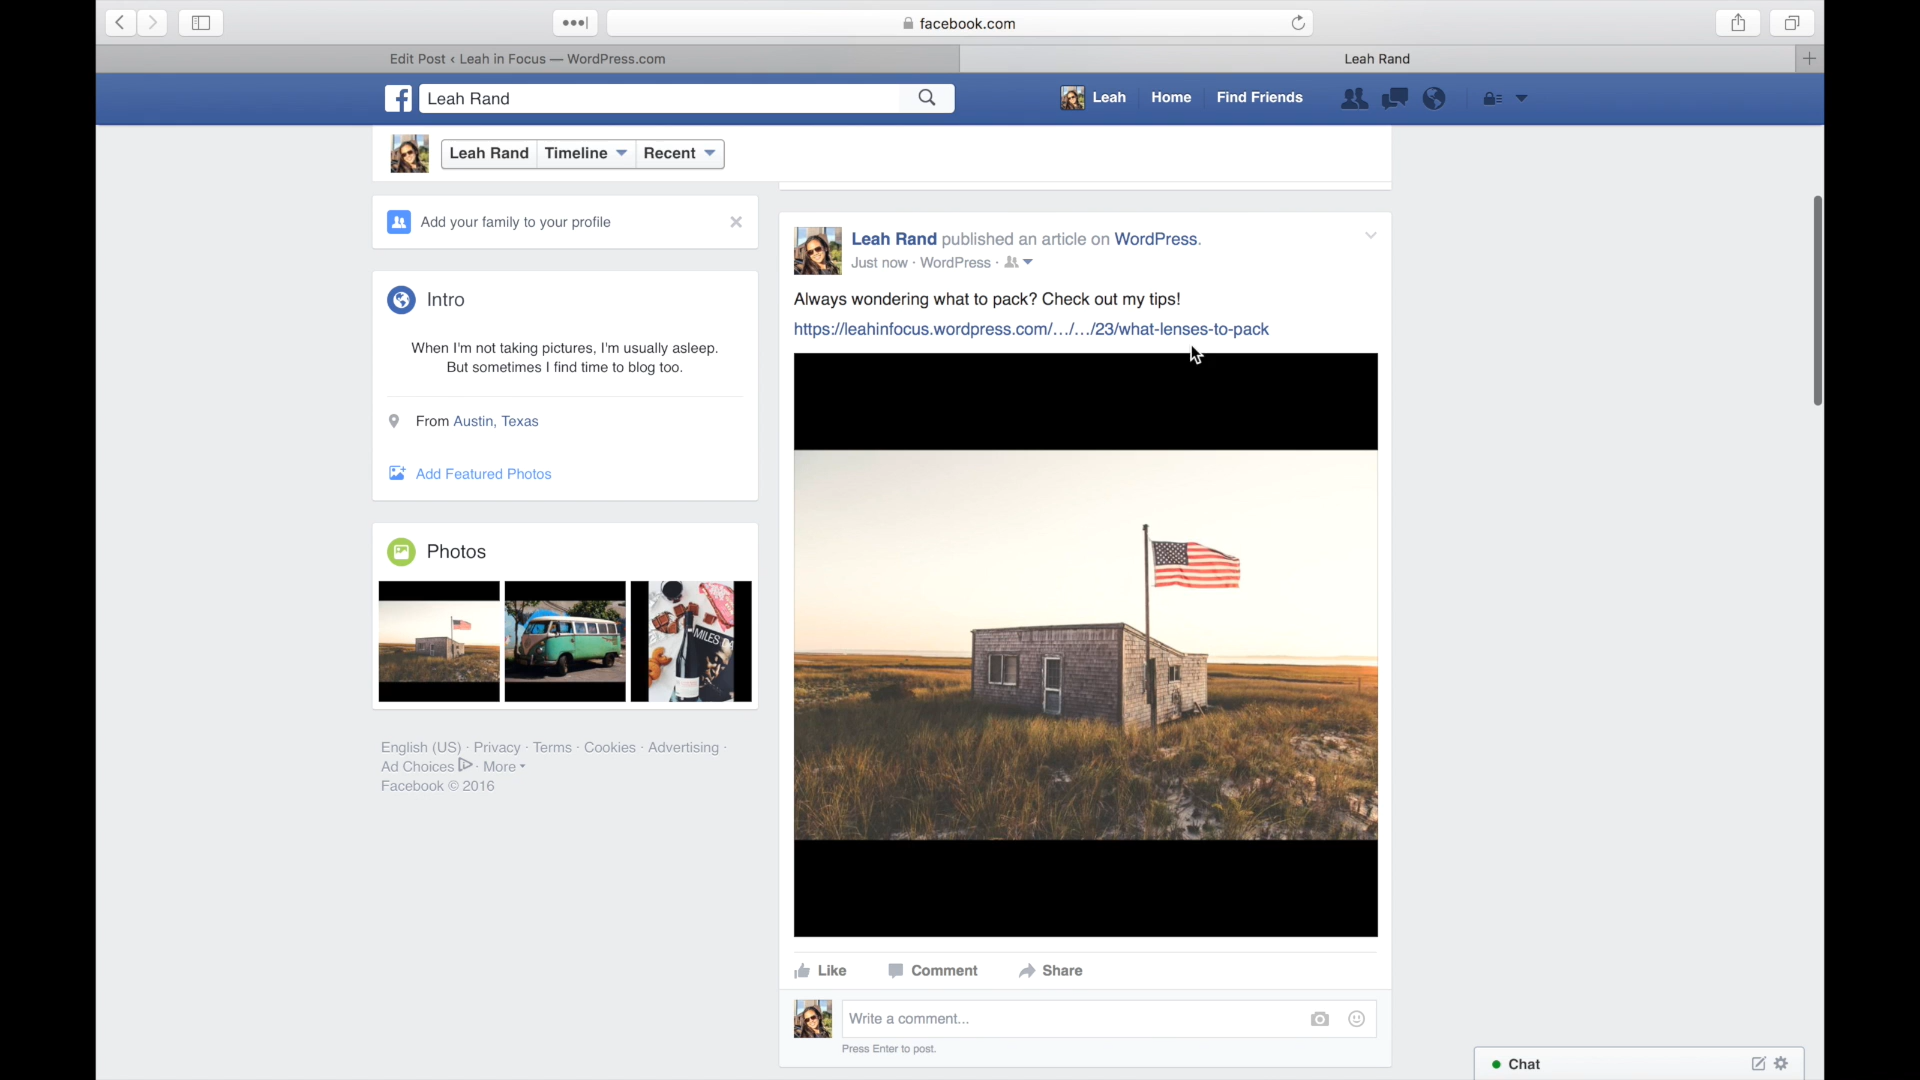 facebook.com
Edit Post ‹ Leah in Focus — WordPress.com
Leah Rand
Leah Rand
Leah
Home
Find Friends
Leah Rand
Timeline
Recent
Add your family to your profile
Intro
When I'm not taking pictures, I'm usually asleep.
But sometimes I find time to blog too.
From Austin, Texas
Add Featured Photos
Photos
MILES
English (US) · Privacy · Terms · Cookies · Advertising ·
Ad Choices · More
Facebook © 2016
Leah Rand published an article on WordPress.
Just now · WordPress ·
Always wondering what to pack? Check out my tips!
https://leahinfocus.wordpress.com/…/…/23/what-lenses-to-pack
Like
Comment
Share
Write a comment...
Press Enter to post.
Chat